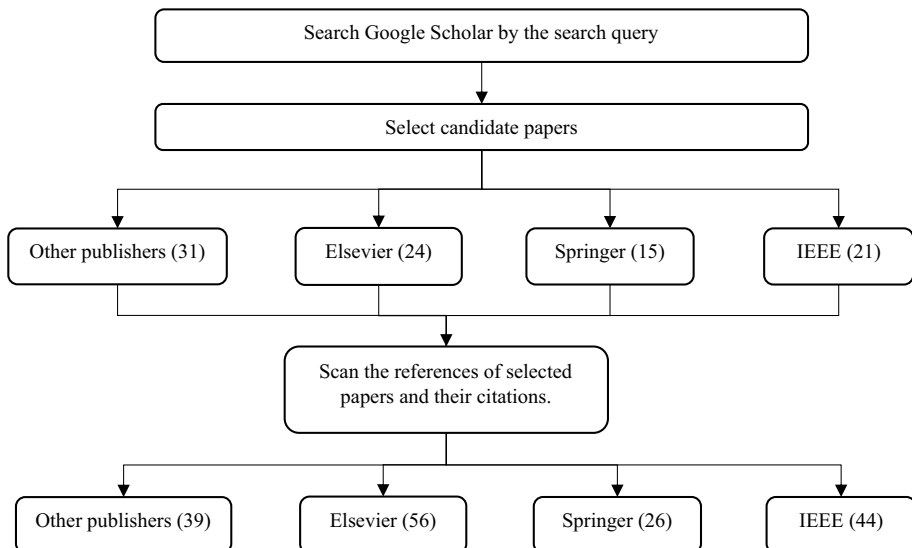 Search Google Scholar by the search query
Select candidate papers
Other publishers (31)
Elsevier (24)
Springer (15)
IEEE (21)
Scan the references of selected
papers and their citations.
Other publishers (39)
Elsevier (56)
Springer (26)
IEEE (44)